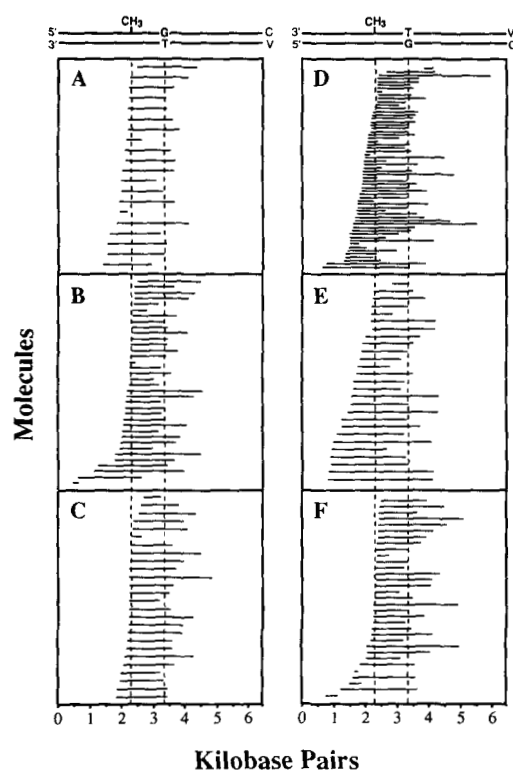 CH3 CH3
5' G C 3' T V
3' T V 5' G C
A D
B E
C F
Molecules
0 1 2 3 4 5 6 0 1 2 3 4 5 6
Kilobase Pairs